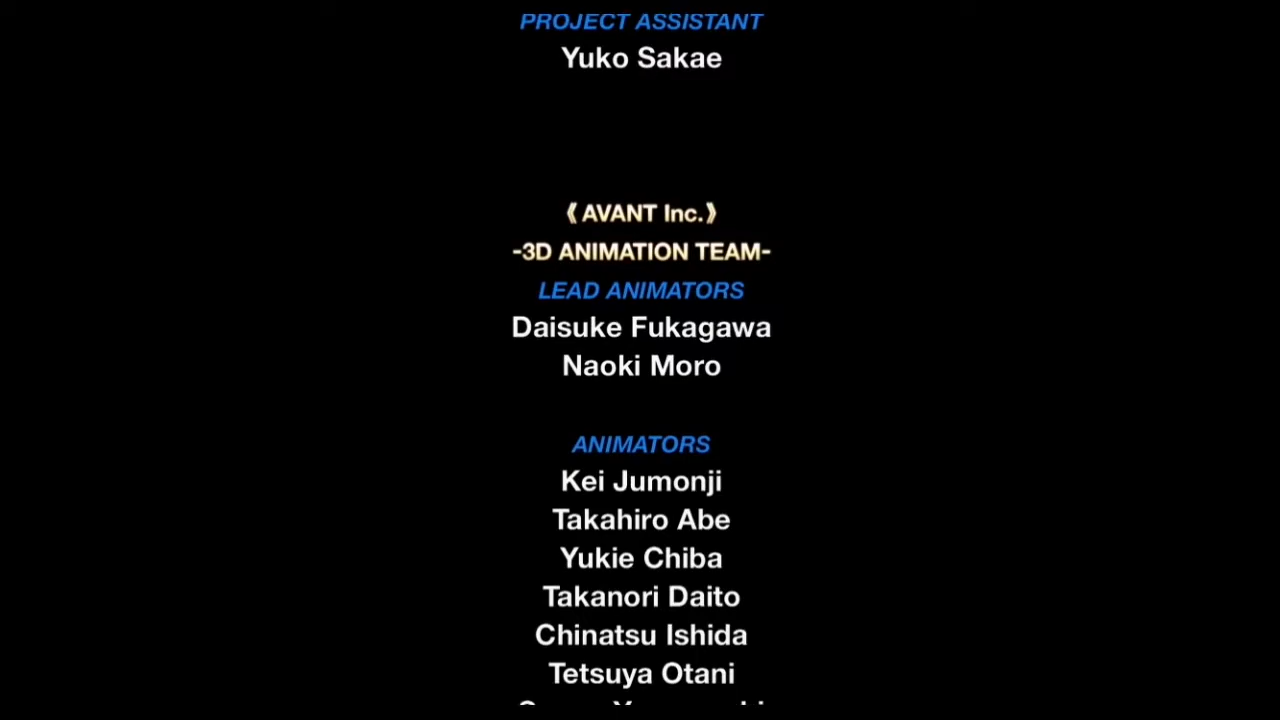 PROJECT ASSISTANT
Yuko Sakae
《AVANT Inc.》
-3D ANIMATION TEAM-
LEAD ANIMATORS
Daisuke Fukagawa
Naoki Moro
ANIMATORS
Kei Jumonji
Takahiro Abe
Yukie Chiba
Takanori Daito
Chinatsu Ishida
Tetsuya Otani